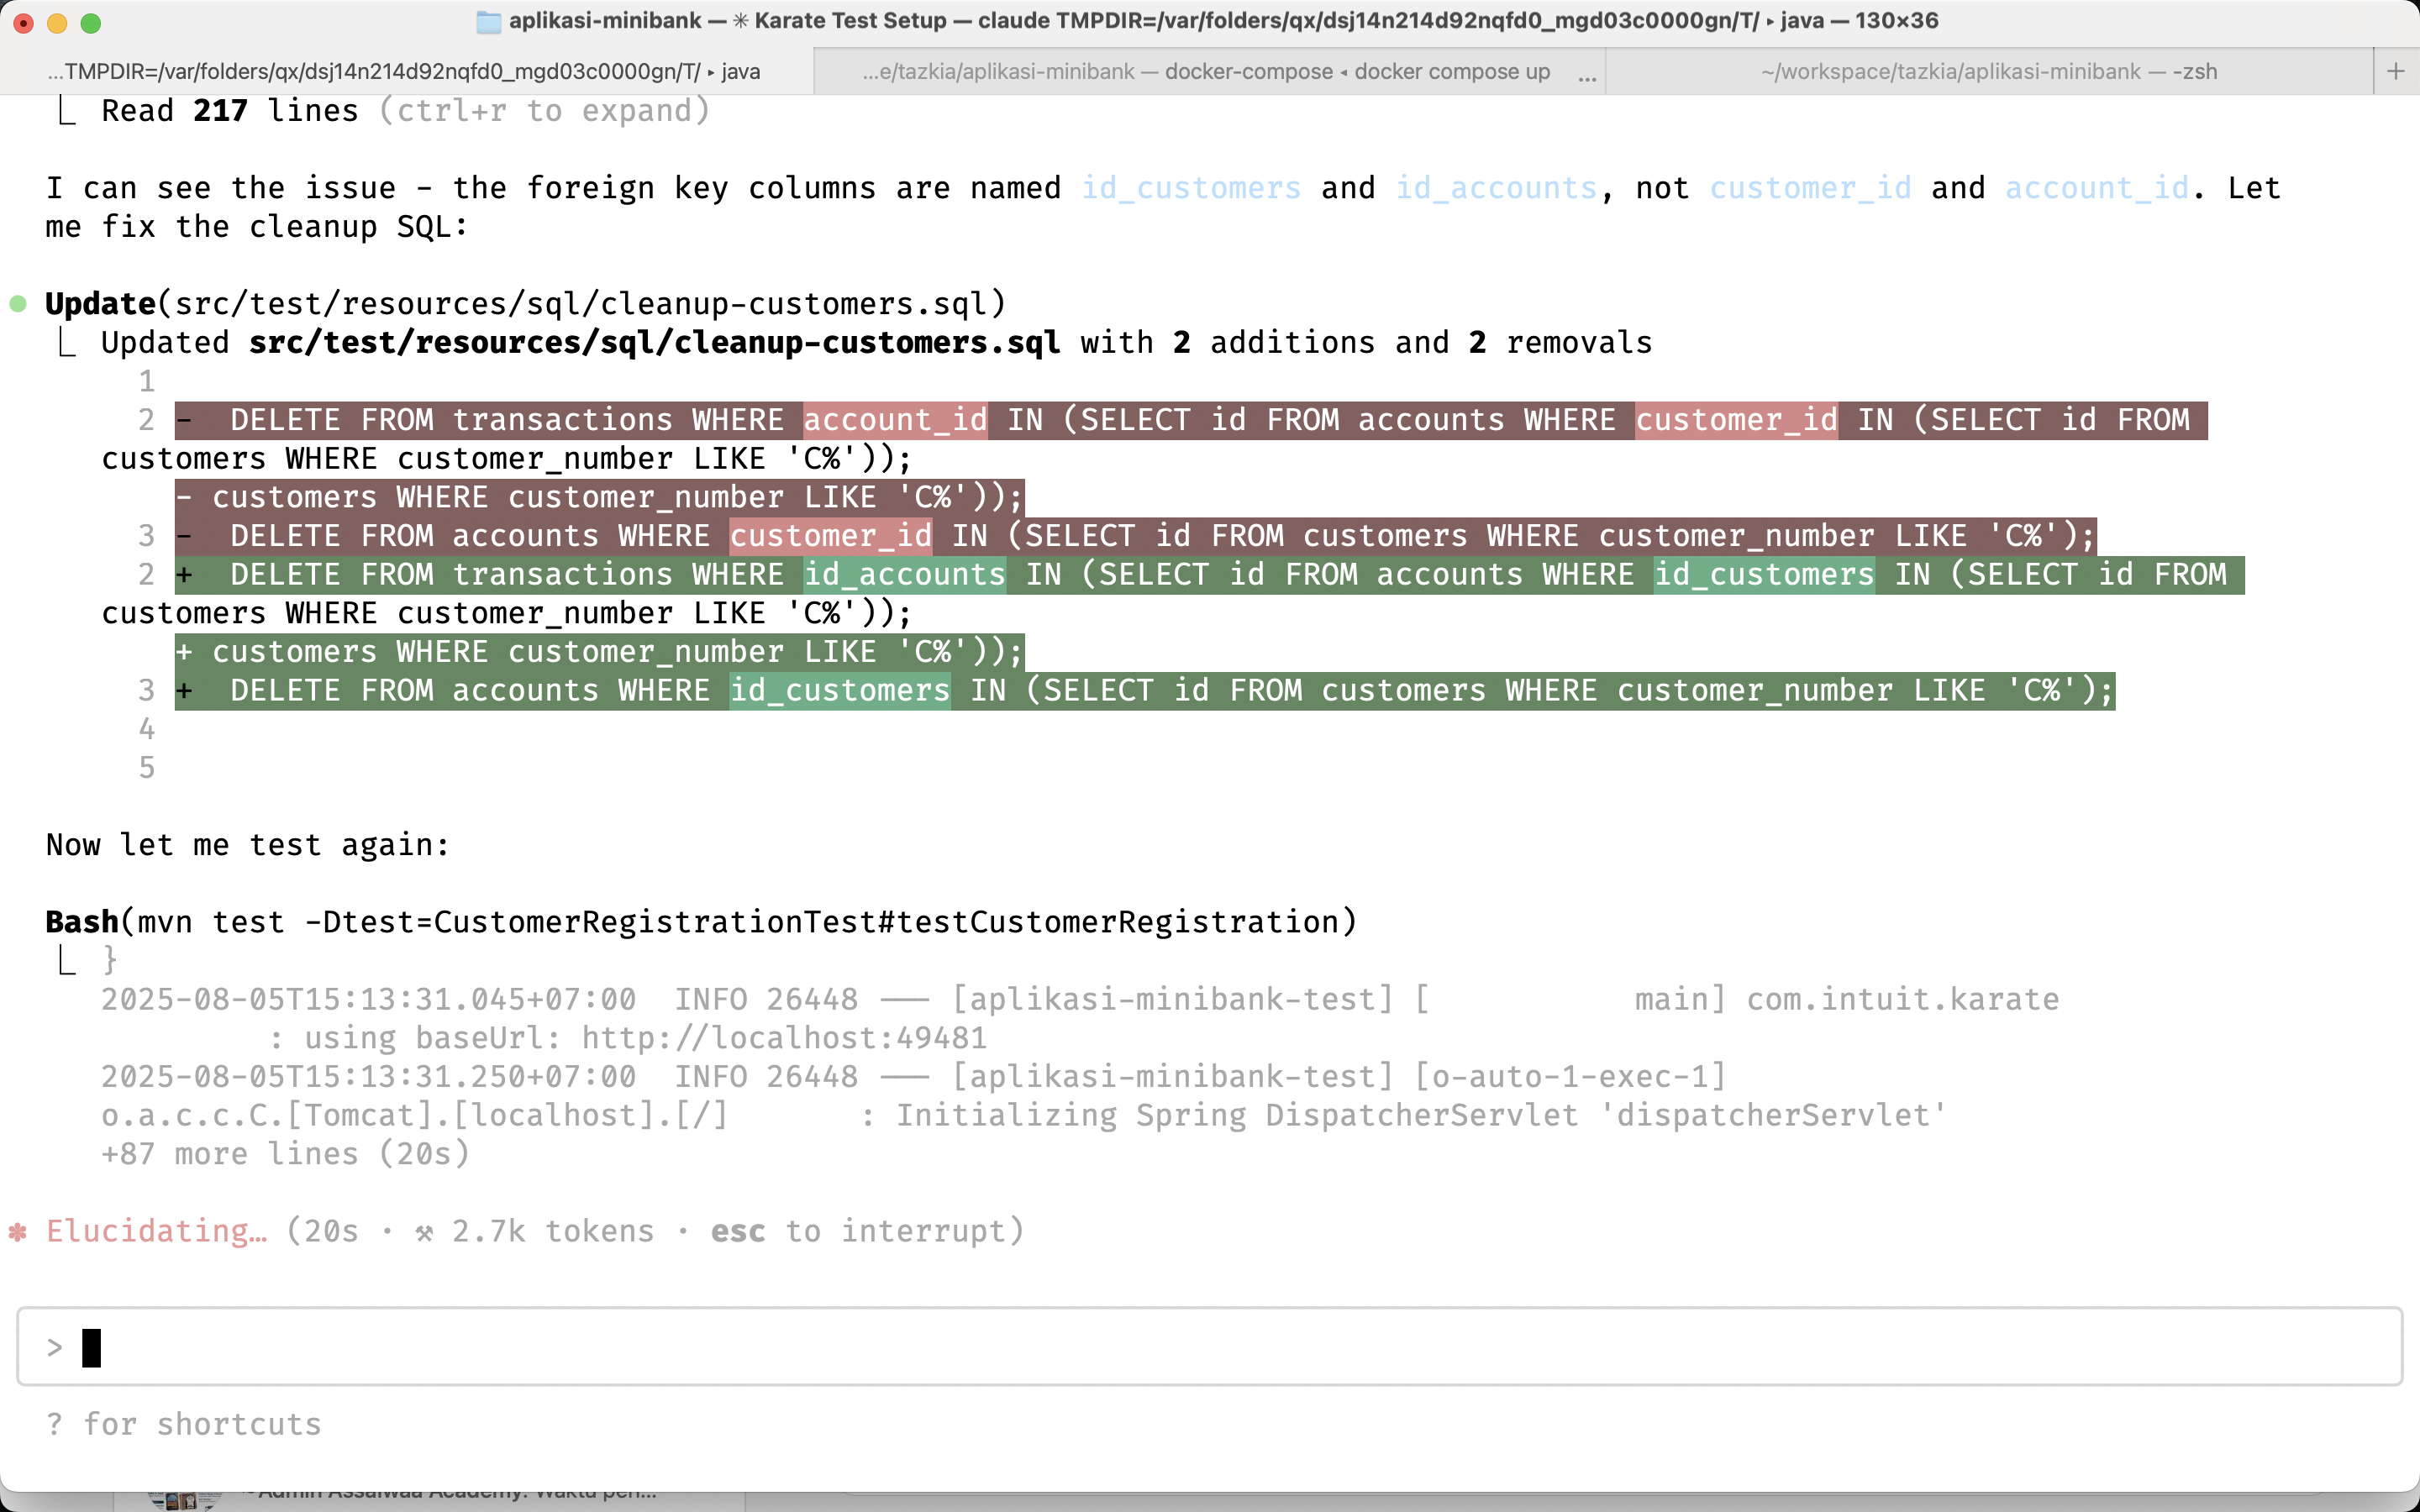 aplikasi-minibank — ✳ Karate Test Setup — claude TMPDIR=/var/folders/qx/dsj14n214d92nqfd0_mgd03c0000gn/T/ ▸ java — 130×36
...TMPDIR=/var/folders/qx/dsj14n214d92nqfd0_mgd03c0000gn/T/ ▸ java
...e/tazkia/aplikasi-minibank — docker-compose ◂ docker compose up ...
~/workspace/tazkia/aplikasi-minibank — -zsh
+
⎿ Read 217 lines (ctrl+r to expand)
I can see the issue - the foreign key columns are named id_customers and id_accounts, not customer_id and account_id. Let
me fix the cleanup SQL:
Update(src/test/resources/sql/cleanup-customers.sql)
⎿ Updated src/test/resources/sql/cleanup-customers.sql with 2 additions and 2 removals
1
2 -  DELETE FROM transactions WHERE account_id IN (SELECT id FROM accounts WHERE customer_id IN (SELECT id FROM
customers WHERE customer_number LIKE 'C%'));
- customers WHERE customer_number LIKE 'C%'));
3 -  DELETE FROM accounts WHERE customer_id IN (SELECT id FROM customers WHERE customer_number LIKE 'C%');
2 +  DELETE FROM transactions WHERE id_accounts IN (SELECT id FROM accounts WHERE id_customers IN (SELECT id FROM
customers WHERE customer_number LIKE 'C%'));
+ customers WHERE customer_number LIKE 'C%'));
3 +  DELETE FROM accounts WHERE id_customers IN (SELECT id FROM customers WHERE customer_number LIKE 'C%');
4
5
Now let me test again:
Bash(mvn test -Dtest=CustomerRegistrationTest#testCustomerRegistration)
⎿ }
2025-08-05T15:13:31.045+07:00  INFO 26448 --- [aplikasi-minibank-test] [           main] com.intuit.karate
: using baseUrl: http://localhost:49481
2025-08-05T15:13:31.250+07:00  INFO 26448 --- [aplikasi-minibank-test] [o-auto-1-exec-1]
o.a.c.c.C.[Tomcat].[localhost].[/]       : Initializing Spring DispatcherServlet 'dispatcherServlet'
+87 more lines (20s)
✽ Elucidating… (20s · ⚒ 2.7k tokens · esc to interrupt)
>
? for shortcuts
Admin Assalwaa Academy: Waktu pen...